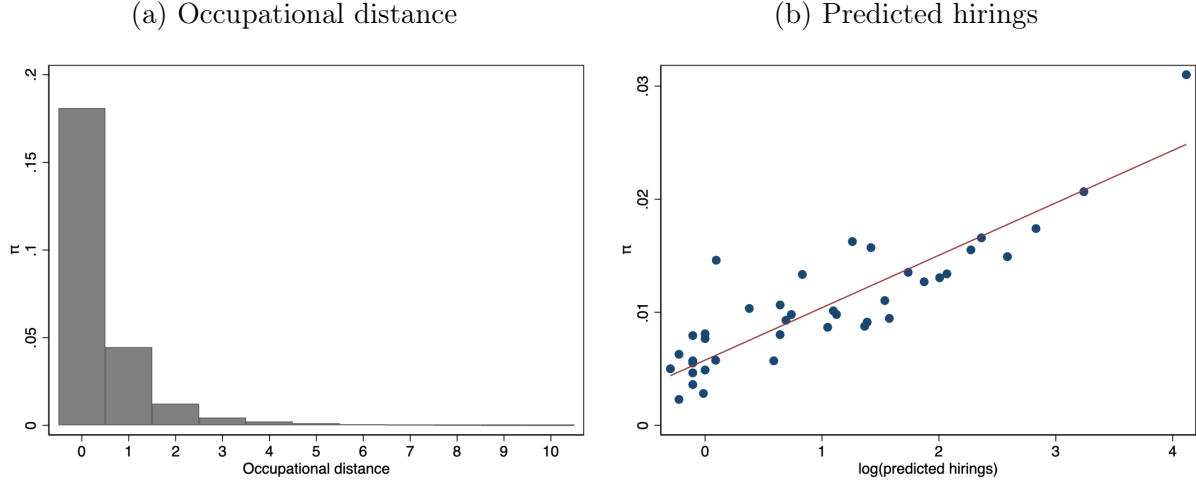 (a) Occupational distance
(b) Predicted hirings
.2
.15
.1
.05
0
π
0 1 2 3 4 5 6 7 8 9 10
Occupational distance
.03
.02
.01
0
π
0 1 2 3 4
log(predicted hirings)